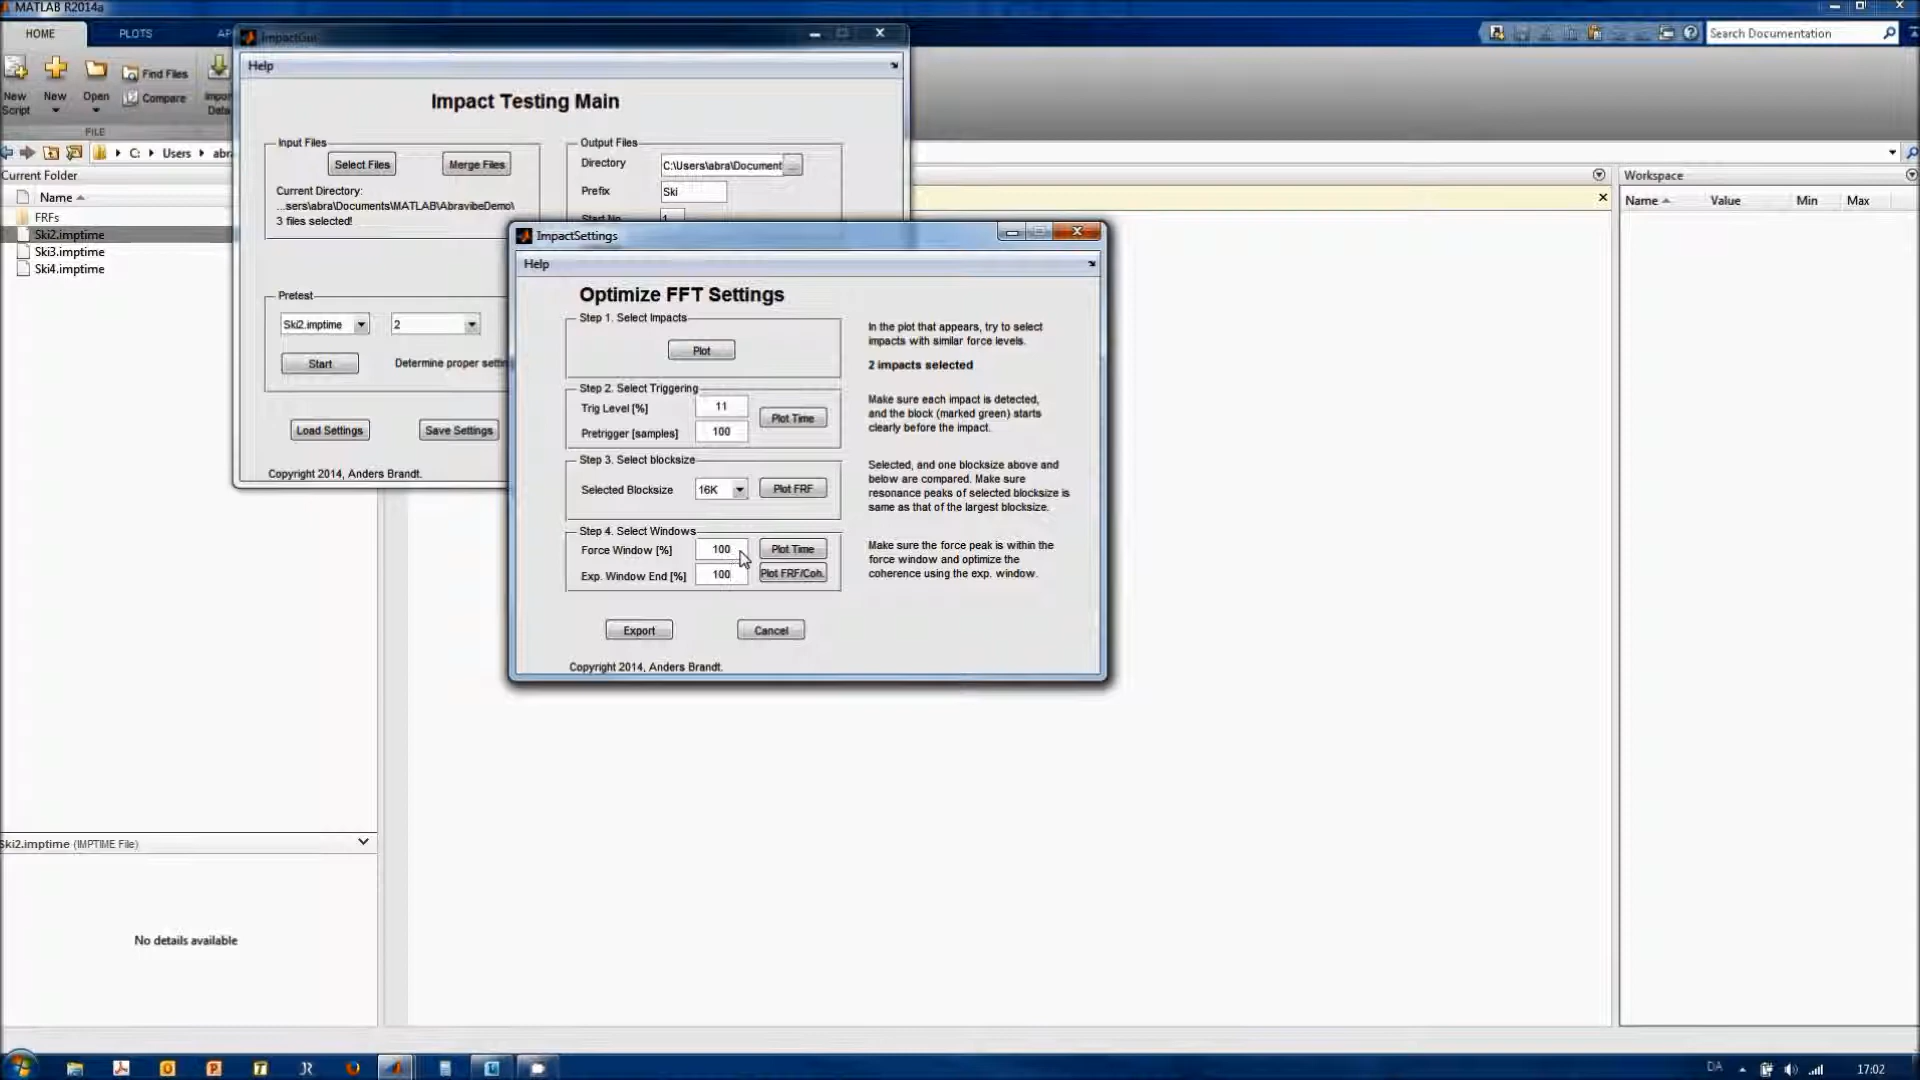 MATLAB R2014a
HOME
PLOTS
Search Documentation
New Script
New
Open
Find Files
Compare
Import Data
FILE
C:
Users
Current Folder
Name
FRFs
Ski2.imptime
Ski3.imptime
Ski4.imptime
Ski2.imptime (IMPTIME File)
No details available
ImpactGui
Help
Impact Testing Main
Input Files
Select Files
Merge Files
Current Directory:
...sers\abra\Documents\MATLAB\AbravibeDemo\
3 files selected!
Output Files
Directory
C:\Users\abra\Document
...
Prefix
Ski
Start No.
1
Pretest
Ski2.imptime
2
Start
Determine proper settin
Load Settings
Save Settings
Copyright 2014, Anders Brandt.
ImpactSettings
Help
Optimize FFT Settings
Step 1. Select Impacts
Plot
In the plot that appears, try to select
impacts with similar force levels.
2 impacts selected
Step 2. Select Triggering
Trig Level [%]
11
Pretrigger [samples]
100
Plot Time
Make sure each impact is detected,
and the block (marked green) starts
clearly before the impact.
Step 3. Select blocksize
Selected Blocksize
16K
Plot FRF
Selected, and one blocksize above and
below are compared. Make sure
resonance peaks of selected blocksize is
same as that of the largest blocksize.
Step 4. Select Windows
Force Window [%]
100
Plot Time
Exp. Window End [%]
100
Plot FRF/Coh.
Make sure the force peak is within the
force window and optimize the
coherence using the exp. window.
Export
Cancel
Copyright 2014, Anders Brandt.
Workspace
Name
Value
Min
Max
DA
17:02